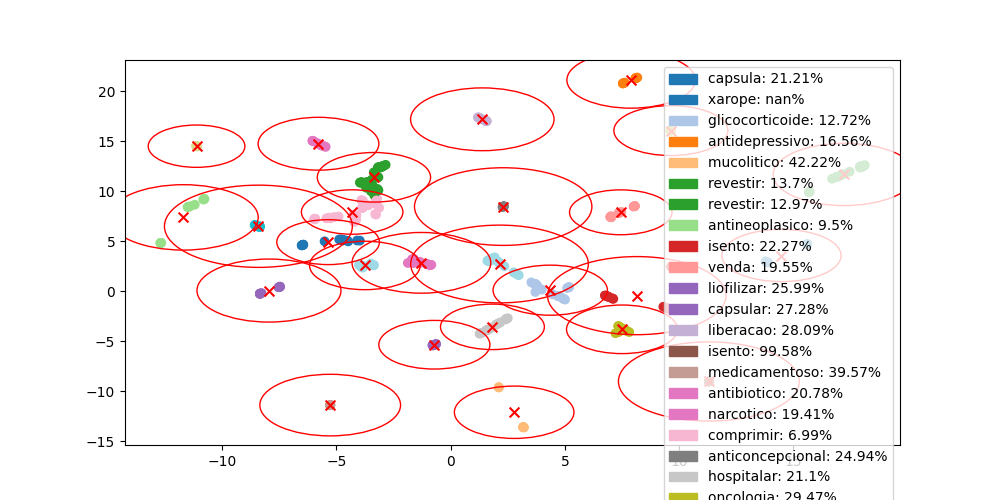 20
15
10
5
0
−5
−10
−15
−10
−5
0
5
10
15
capsula: 21.21%
xarope: nan%
glicocorticoide: 12.72%
antidepressivo: 16.56%
mucolitico: 42.22%
revestir: 13.7%
revestir: 12.97%
antineoplasico: 9.5%
isento: 22.27%
venda: 19.55%
liofilizar: 25.99%
capsular: 27.28%
liberacao: 28.09%
isento: 99.58%
medicamentoso: 39.57%
antibiotico: 20.78%
narcotico: 19.41%
comprimir: 6.99%
anticoncepcional: 24.94%
hospitalar: 21.1%
oncologia: 29.47%